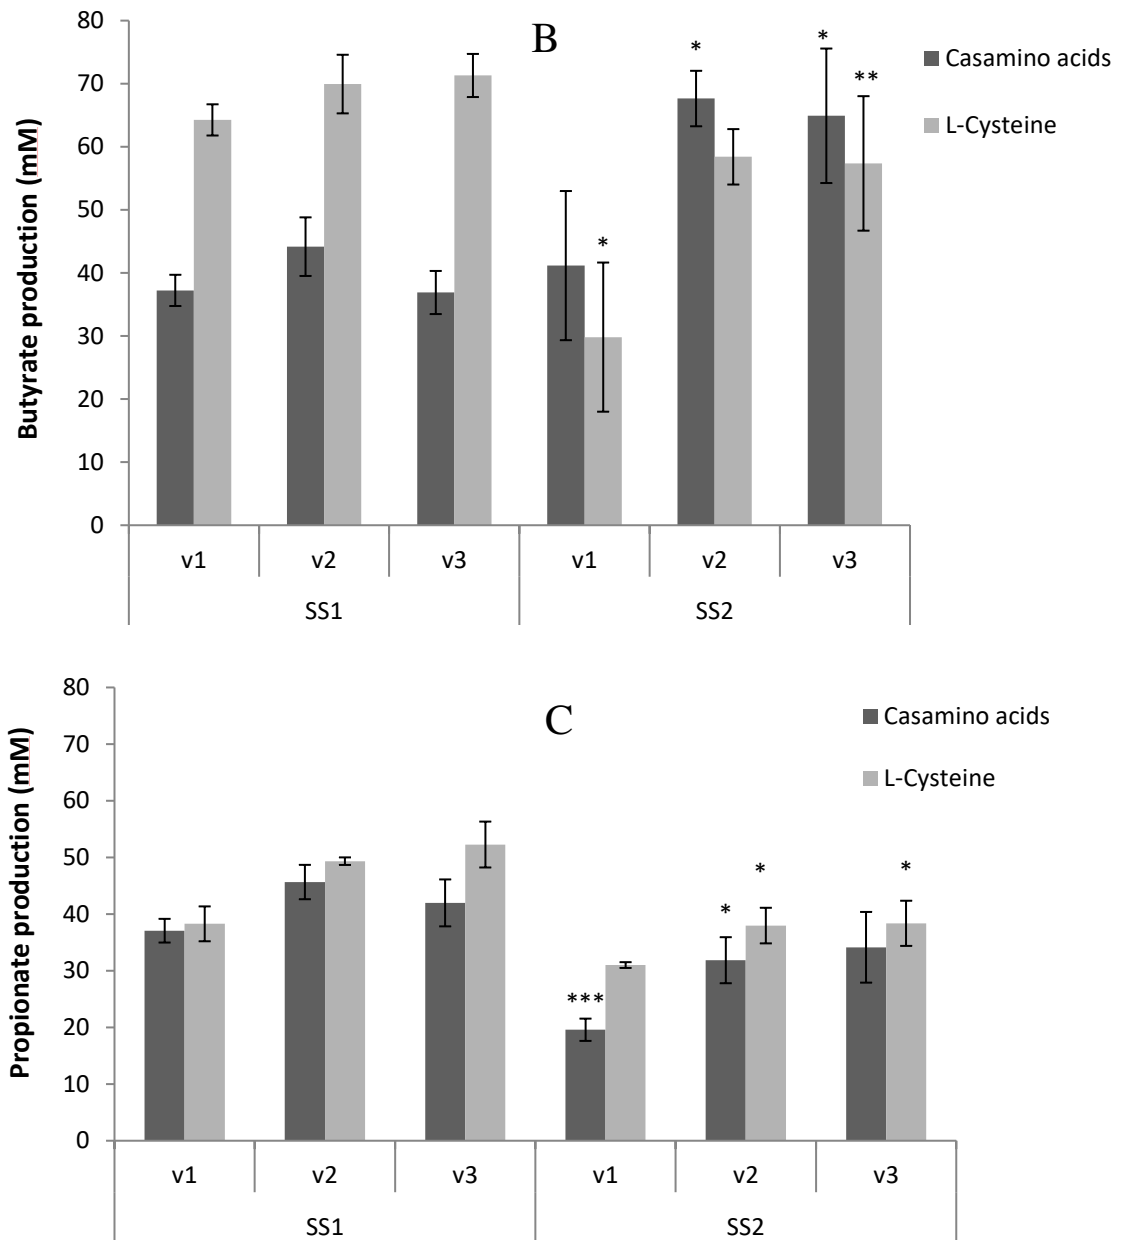 B
Butyrate production (mM)
80
70
60
50
40
30
20
10
0
* * **
*
Casamino acids
L-Cysteine
v1 v2 v3 v1 v2 v3
SS1 SS2
C
Propionate production (mM)
80
70
60
50
40
30
20
10
0
*** * * *
Casamino acids
L-Cysteine
v1 v2 v3 v1 v2 v3
SS1 SS2